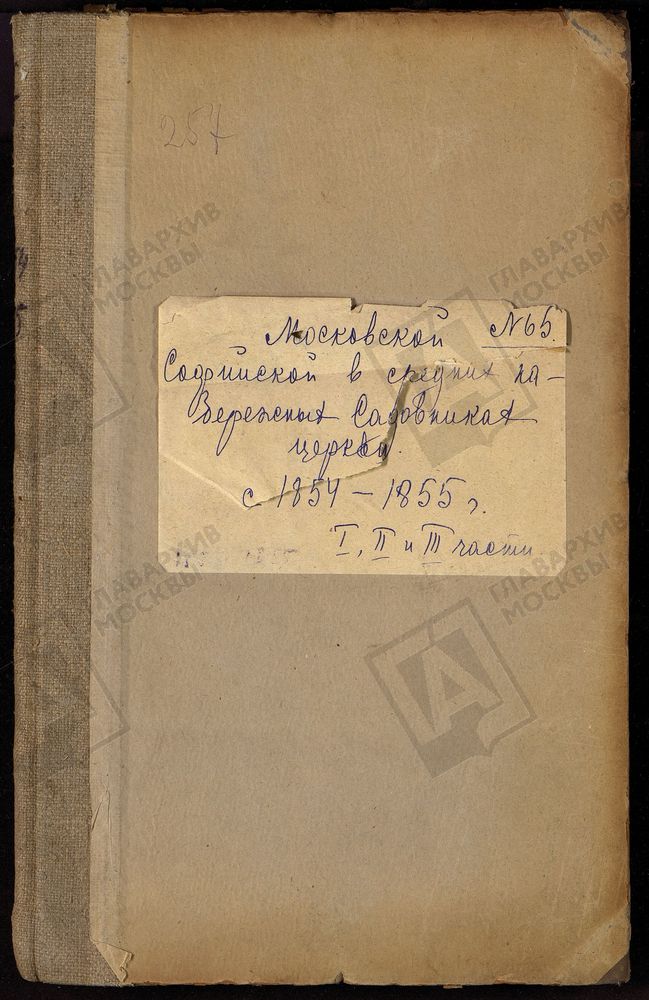 257
Московской №65.
Софийской в средних на-
бережных Садовниках
церкви.
с 1854 – 1855 г.
I, II и III части
ГЛАВАРХИВ
МОСКВЫ
ГЛАВАРХИВ
МОСКВЫ
ГЛАВАРХИВ
МОСКВЫ
ГЛАВАРХИВ
МОСКВЫ